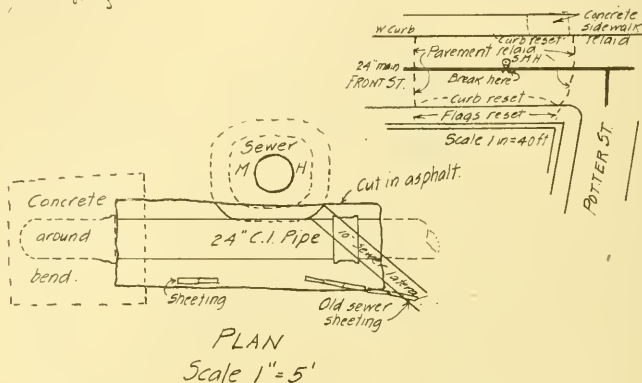 Concrete
sidewalk
relaid
W Curb
Curb reset
Pavement relaid
S.M.H
24" main
FRONT ST.
Break here
Curb reset
Flags reset
Scale 1 in = 40 ft
POTTER ST.
Sewer
M H
Cut in asphalt.
Concrete
around
bend.
24" C.I. Pipe
10" sewer lateral
Sheeting
Old sewer
sheeting
PLAN
Scale 1" = 5'